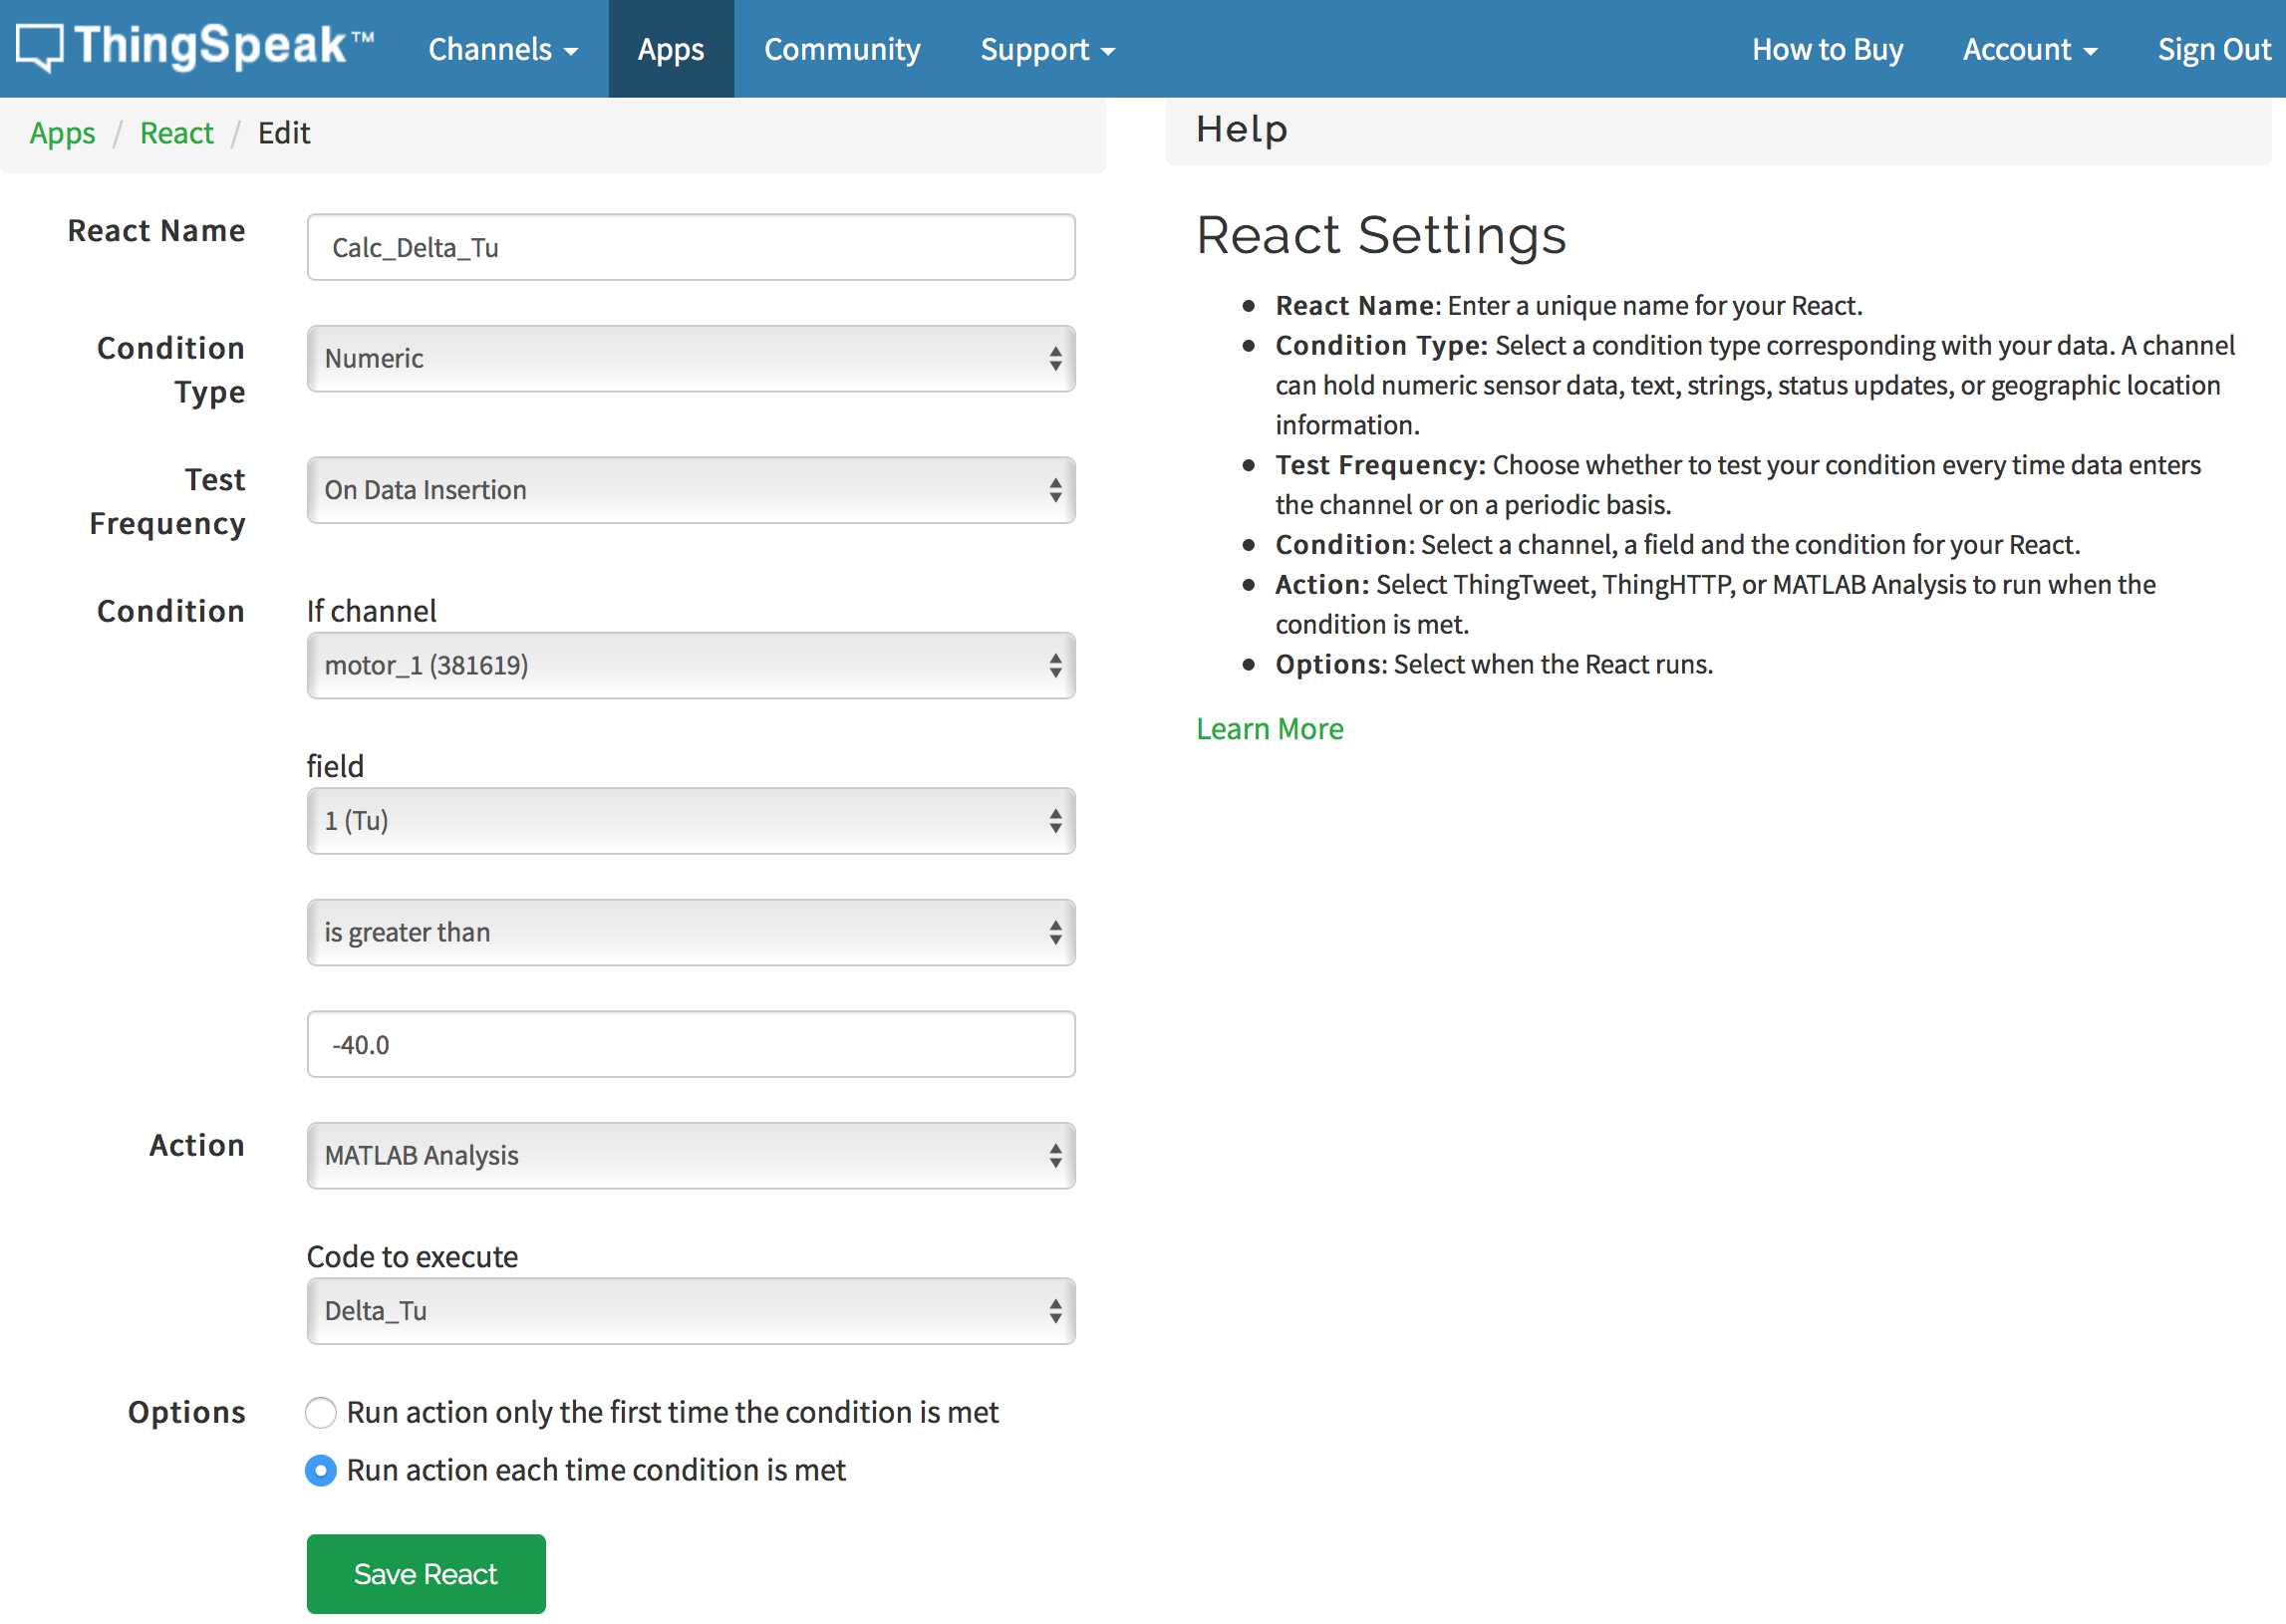 ThingSpeak™
Channels
Apps
Community
Support
How to Buy
Account
Sign Out
Apps / React / Edit
React Name
Calc_Delta_Tu
Condition
Type
Numeric
Test
Frequency
On Data Insertion
Condition
If channel
motor_1 (381619)
field
1 (Tu)
is greater than
-40.0
Action
MATLAB Analysis
Code to execute
Delta_Tu
Options
Run action only the first time the condition is met
Run action each time condition is met
Save React
Help
React Settings
React Name: Enter a unique name for your React.
Condition Type: Select a condition type corresponding with your data. A channel
can hold numeric sensor data, text, strings, status updates, or geographic location
information.
Test Frequency: Choose whether to test your condition every time data enters
the channel or on a periodic basis.
Condition: Select a channel, a field and the condition for your React.
Action: Select ThingTweet, ThingHTTP, or MATLAB Analysis to run when the
condition is met.
Options: Select when the React runs.
Learn More